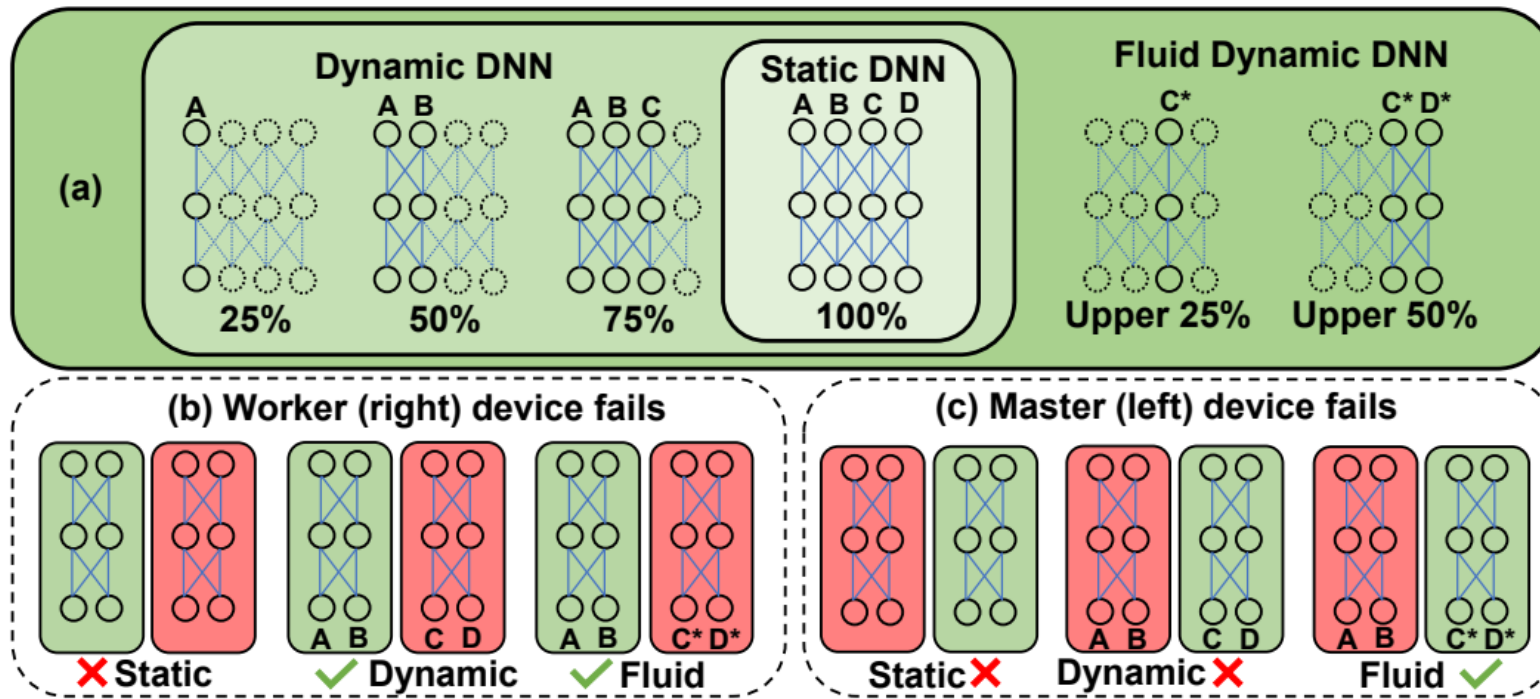 Dynamic DNN
Static DNN
Fluid Dynamic DNN
A
A B
A B C
A B C D
C*
C* D*
(a)
25%
50%
75%
100%
Upper 25%
Upper 50%
(b) Worker (right) device fails
A B
C D
A B
C* D*
❌ Static
✓ Dynamic
✓ Fluid
(c) Master (left) device fails
A B
C D
A B
C* D*
Static ❌
Dynamic ❌
Fluid ✓